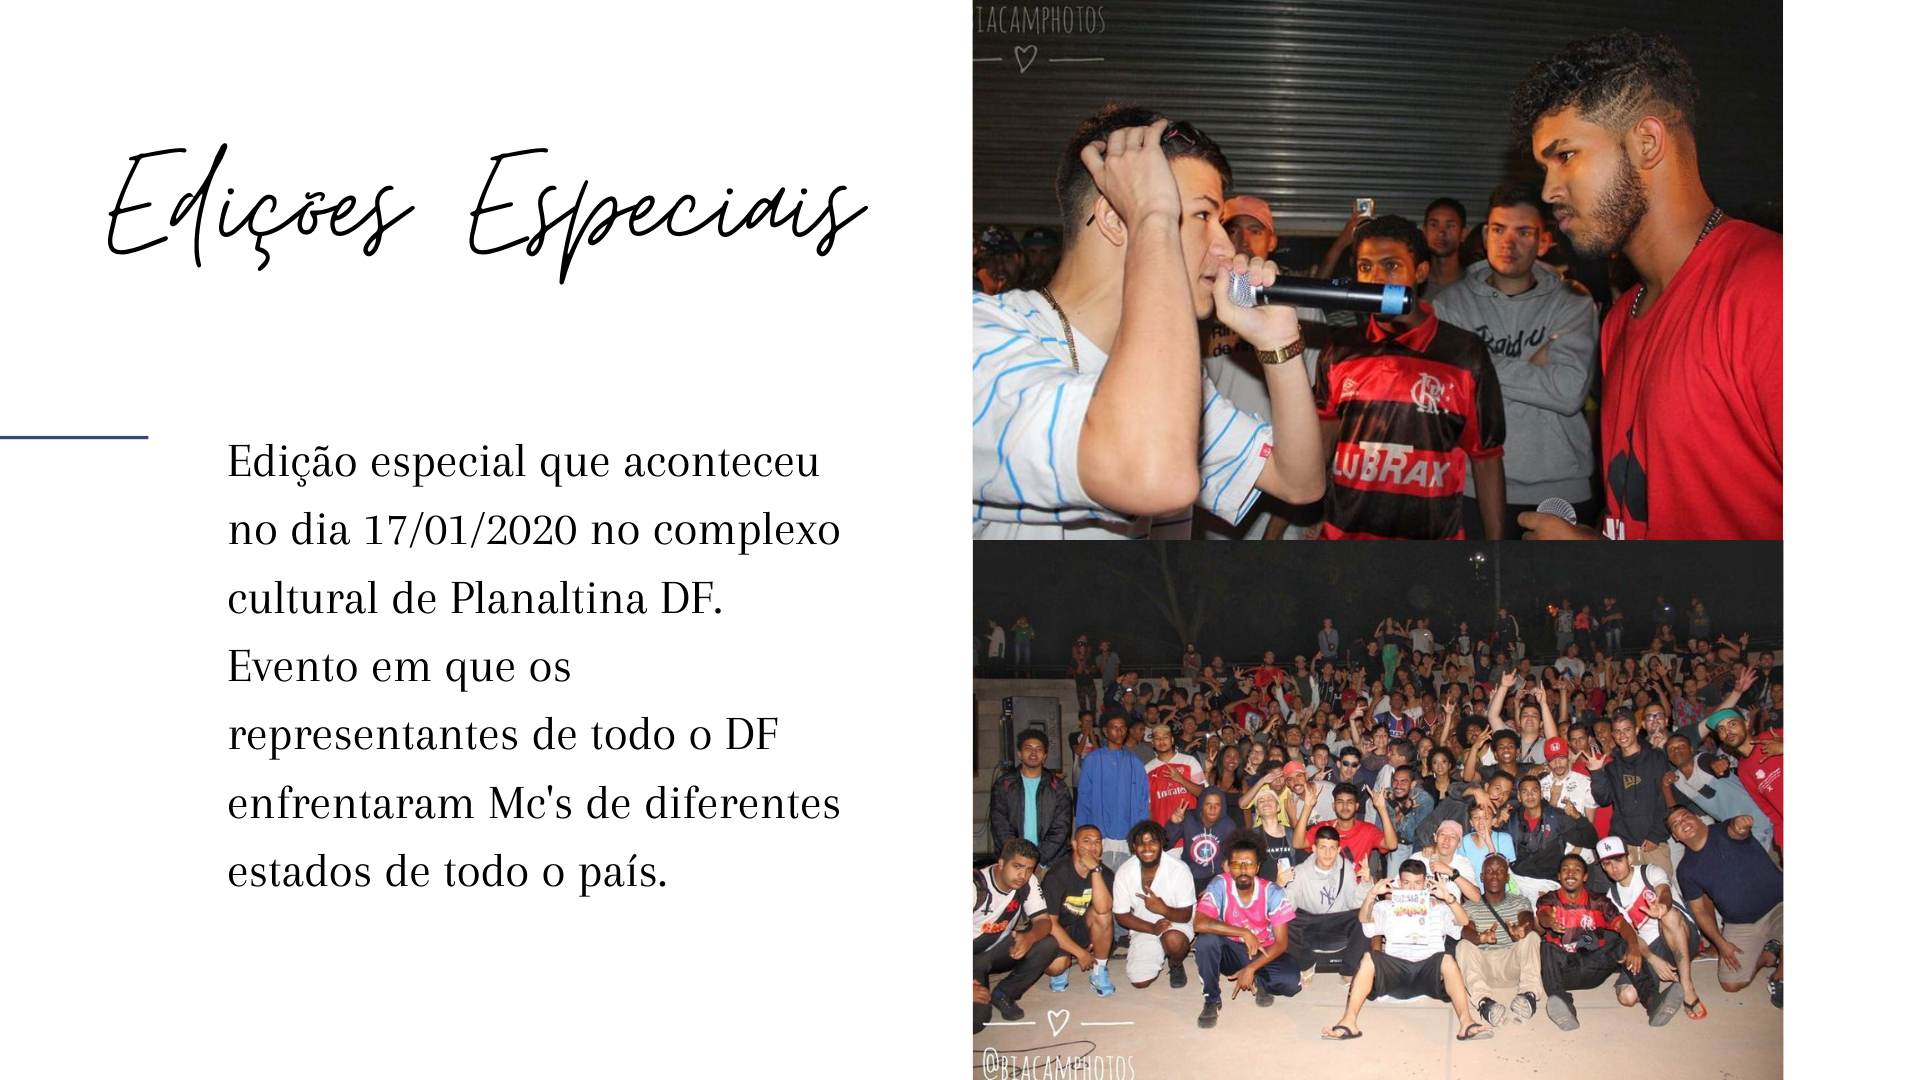 Edições Especiais
Edição especial que aconteceu
no dia 17/01/2020 no complexo
cultural de Planaltina DF.
Evento em que os
representantes de todo o DF
enfrentaram Mc's de diferentes
estados de todo o país.
IACAMPHOTOS
LUBRAX
Emirates
@BIACAMPHOTOS